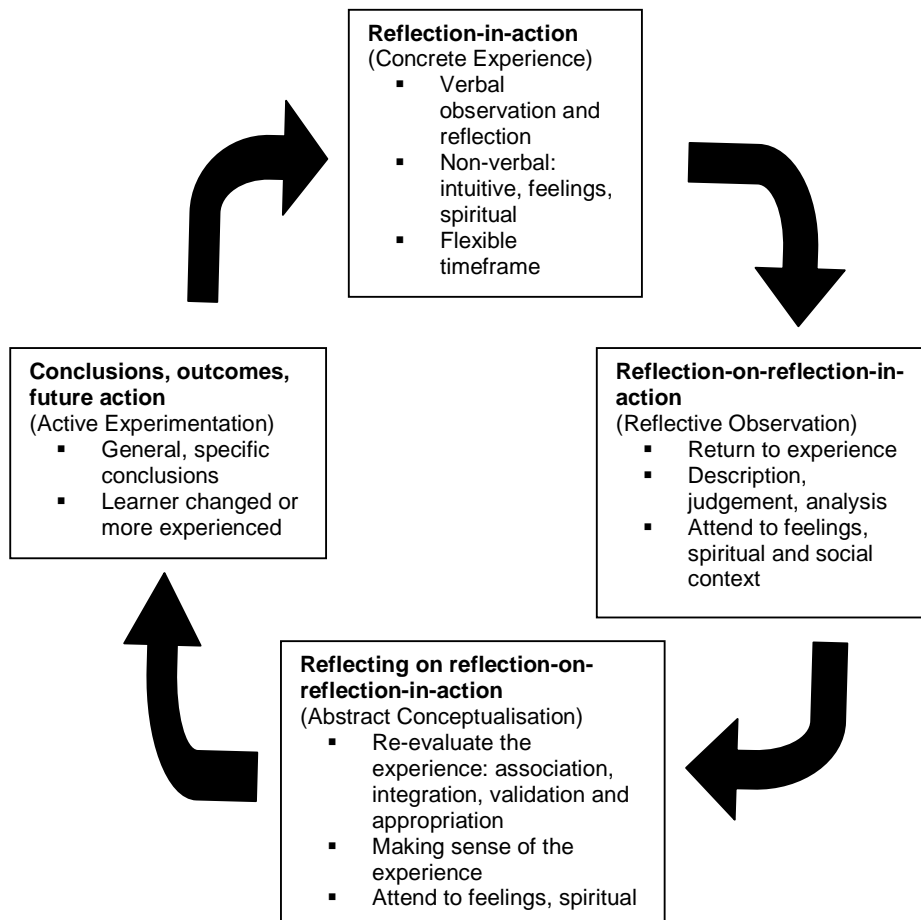 Reflection-in-action
(Concrete Experience)
▪ Verbal
observation and
reflection
▪ Non-verbal:
intuitive, feelings,
spiritual
▪ Flexible
timeframe
Reflection-on-reflection-in-
action
(Reflective Observation)
▪ Return to experience
▪ Description,
judgement, analysis
▪ Attend to feelings,
spiritual and social
context
Reflecting on reflection-on-
reflection-in-action
(Abstract Conceptualisation)
▪ Re-evaluate the
experience: association,
integration, validation and
appropriation
▪ Making sense of the
experience
▪ Attend to feelings, spiritual
Conclusions, outcomes,
future action
(Active Experimentation)
▪ General, specific
conclusions
▪ Learner changed or
more experienced